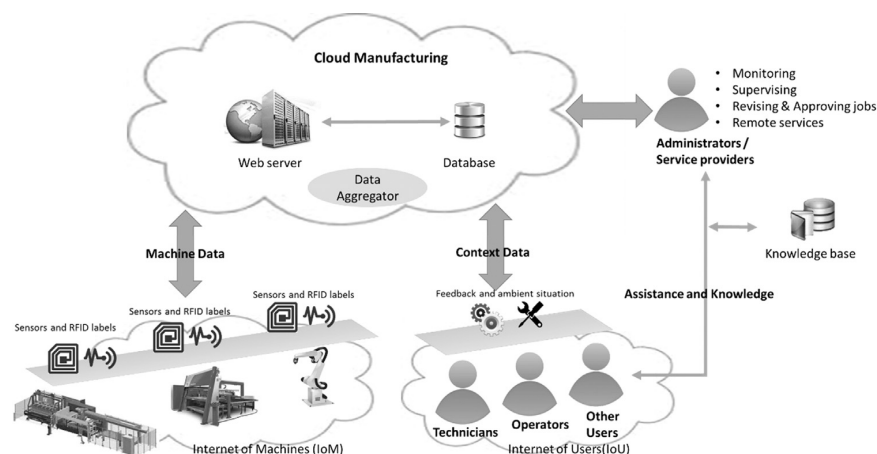 Cloud Manufacturing
Web server
Database
Data
Aggregator
• Monitoring
• Supervising
• Revising & Approving jobs
• Remote services
Administrators /
Service providers
Machine Data
Context Data
Knowledge base
Assistance and Knowledge
Sensors and RFID labels
Sensors and RFID labels
Sensors and RFID labels
Feedback and ambient situation
Technicians
Operators
Other
Users
Internet of Machines (IoM)
Internet of Users(IoU)